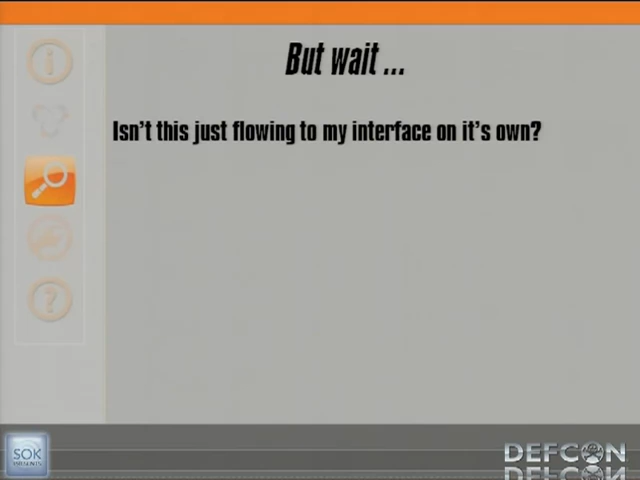 But wait ...
Isn't this just flowing to my interface on it's own?
SOK
DEFCON